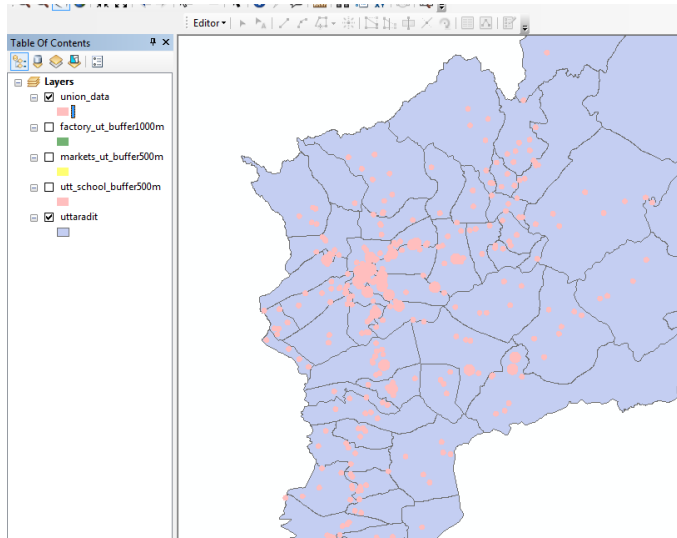 Editor
Table Of Contents
Layers
union_data
factory_ut_buffer1000m
markets_ut_buffer500m
utt_school_buffer500m
uttaradit